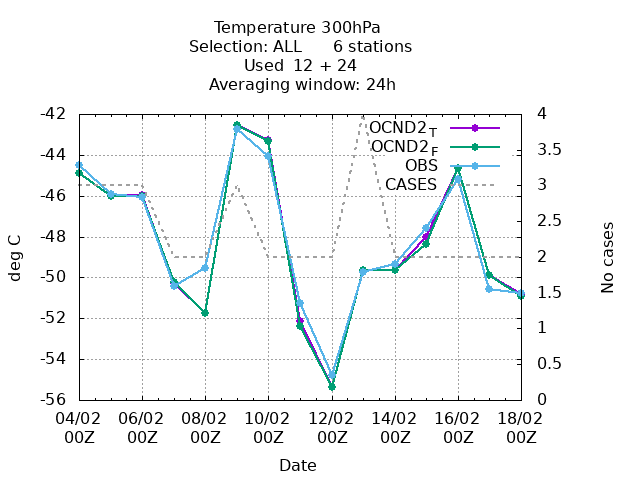 Temperature 300hPa
Selection: ALL 6 stations
Used 12 + 24
Averaging window: 24h
-42
-44
-46
-48
-50
-52
-54
-56
deg C
4
3.5
3
2.5
2
1.5
1
0.5
0
No cases
OCND2T
OCND2F
OBS
CASES
04/02 06/02 08/02 10/02 12/02 14/02 16/02 18/02
00Z 00Z 00Z 00Z 00Z 00Z 00Z 00Z
Date